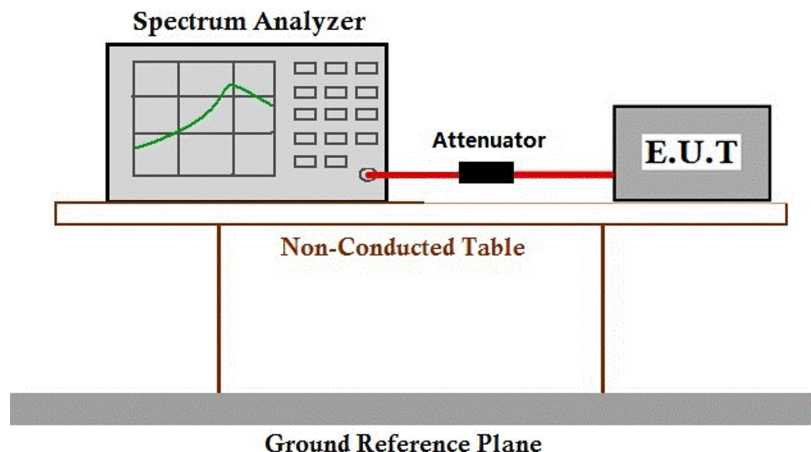 Spectrum Analyzer
Attenuator
E.U.T
Non-Conducted Table
Ground Reference Plane